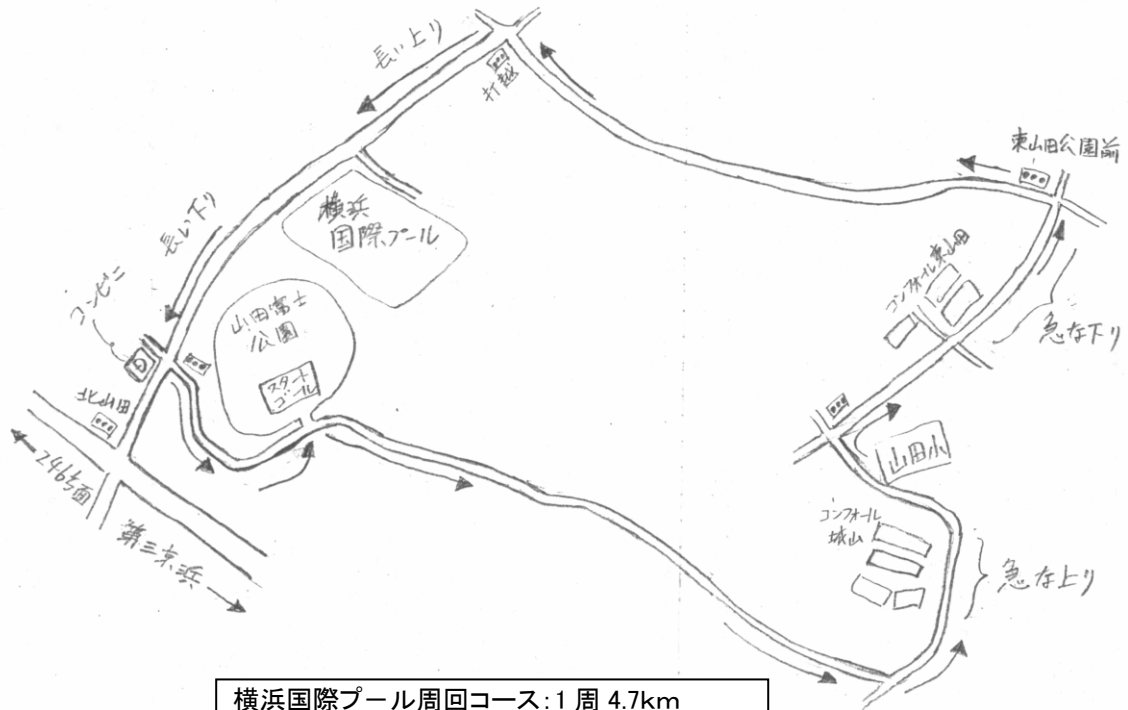 長い上り
打越
東山田公園前
横浜
国際プール
長い下り
コンビニ
山田富士
公園
スタート
ゴール
コンフォール東山田
急な下り
北山田
246方面
第三京浜
山田小
コンフォール
城山
急な上り
横浜国際プール周回コース:1周 4.7km